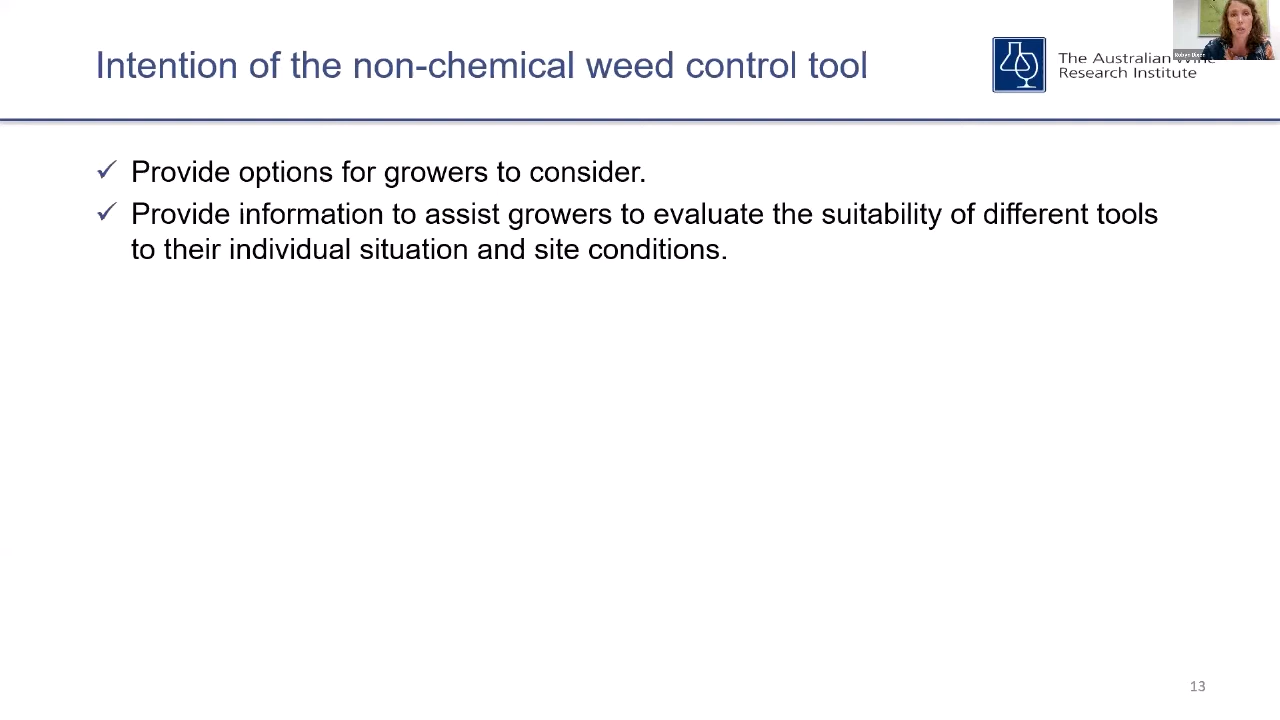 Intention of the non-chemical weed control tool
The Australian Wine
Research Institute
✓ Provide options for growers to consider.
✓ Provide information to assist growers to evaluate the suitability of different tools
to their individual situation and site conditions.
13